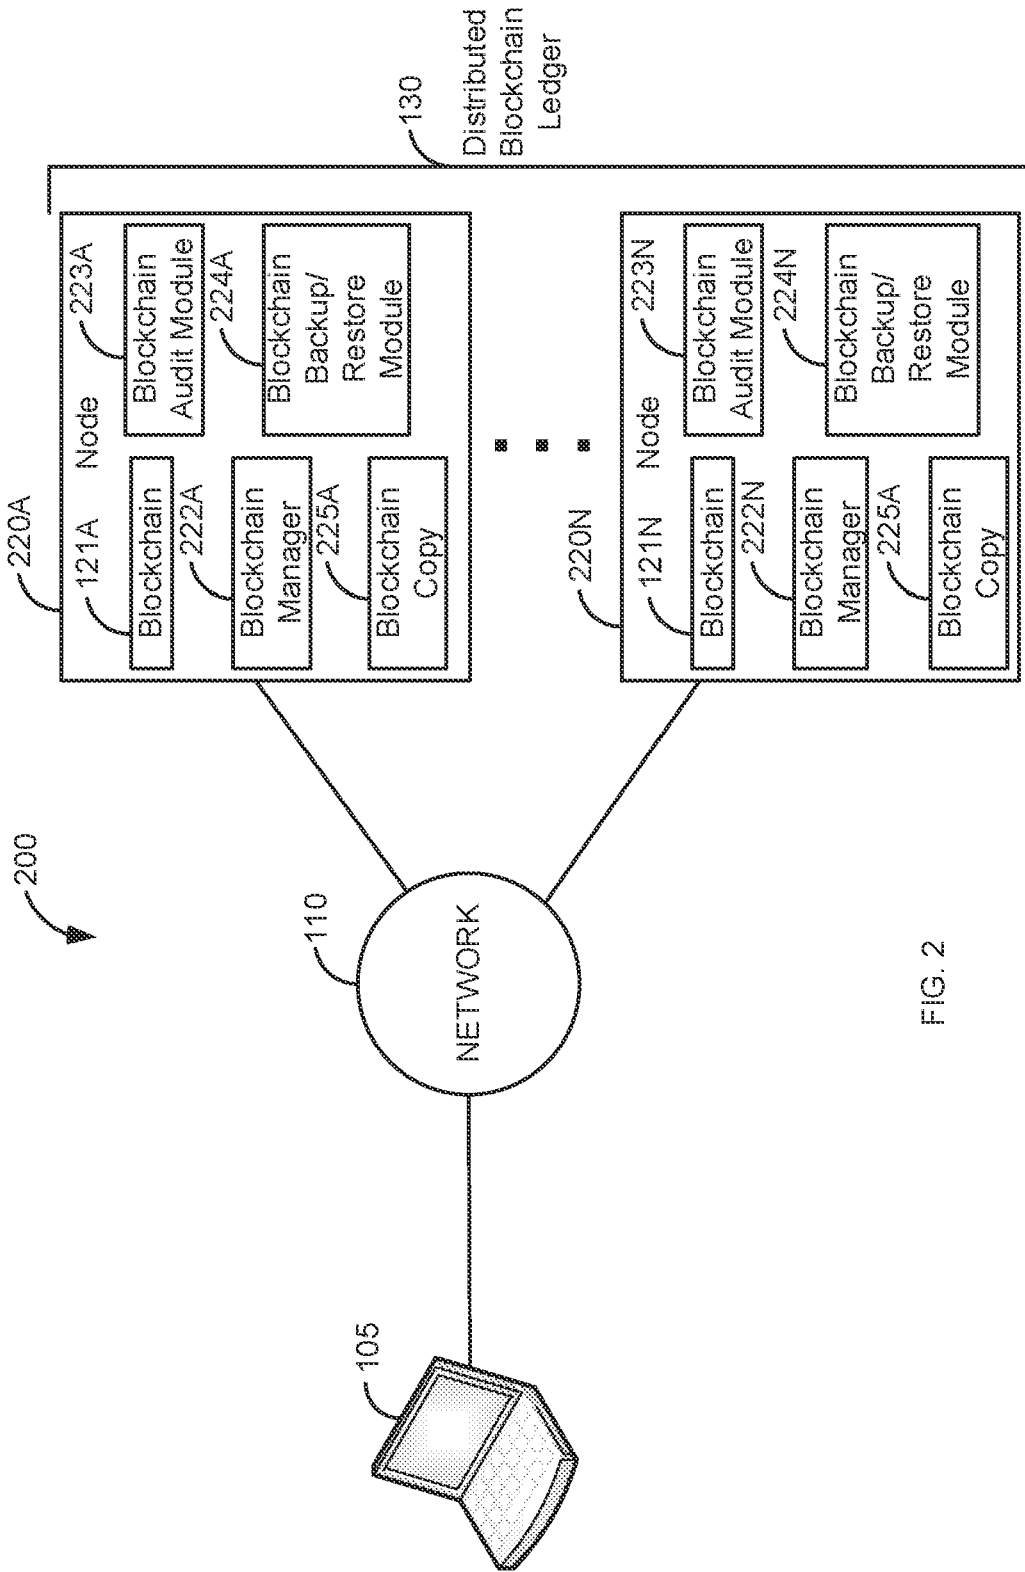 200
220A
Node
121A
Blockchain
222A
Blockchain
Manager
225A
Blockchain
Copy
223A
Blockchain
Audit Module
224A
Blockchain
Backup/
Restore
Module
130
Distributed
Blockchain
Ledger
110
NETWORK
105
220N
Node
121N
Blockchain
222N
Blockchain
Manager
225A
Blockchain
Copy
223N
Blockchain
Audit Module
224N
Blockchain
Backup/
Restore
Module
FIG. 2